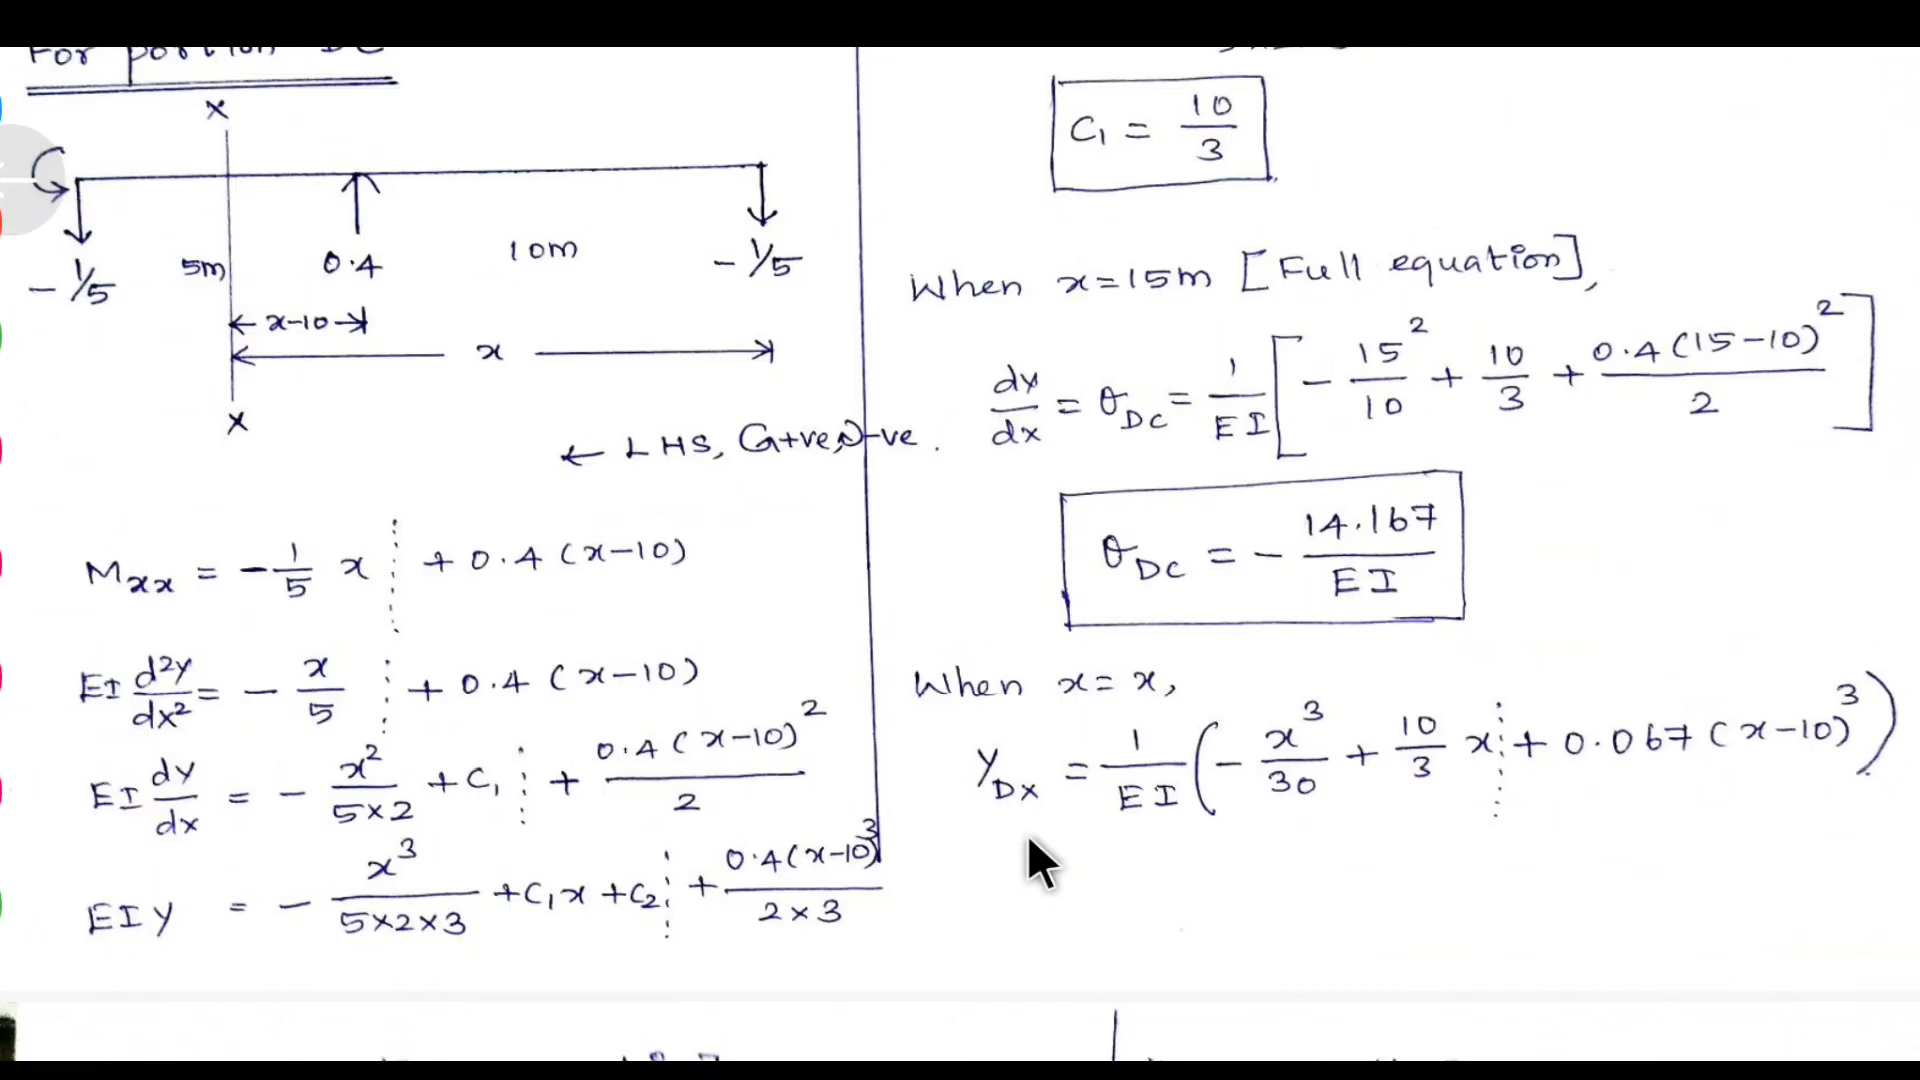 For portion DC
X
-1/5
5m
0.4
10m
-1/5
x-10
x
X
← LHS, ↺+ve, ↻-ve.
Mxx = -1/5 x ⋮ + 0.4 (x-10)
EI d²y/dx² = - x/5 ⋮ + 0.4 (x-10)
EI dy/dx = - x²/(5×2) + C₁ ⋮ + 0.4(x-10)²/2
EIY = - x³/(5×2×3) + C₁x + C₂ ⋮ + 0.4(x-10)³/(2×3)
C₁ = 10/3
When x=15m [Full equation],
dy/dx = θDC = 1/EI [ - 15²/10 + 10/3 + 0.4(15-10)²/2 ]
θDC = - 14.167/EI
When x = x,
YDX = 1/EI ( - x³/30 + 10/3 x ⋮ + 0.067 (x-10)³ )